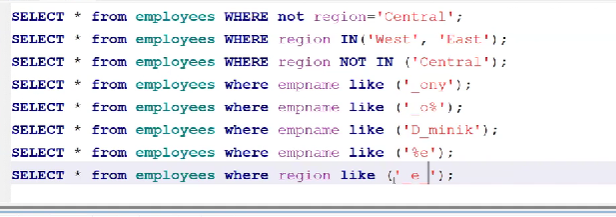 SELECT * from employees WHERE not region='Central';
SELECT * from employees WHERE region IN('West', 'East');
SELECT * from employees WHERE region NOT IN ('Central');
SELECT * from employees where empname like ('_ony');
SELECT * from employees where empname like ('_o%');
SELECT * from employees where empname like ('D_minik');
SELECT * from employees where empname like ('%e');
SELECT * from employees where region like ('_e_');